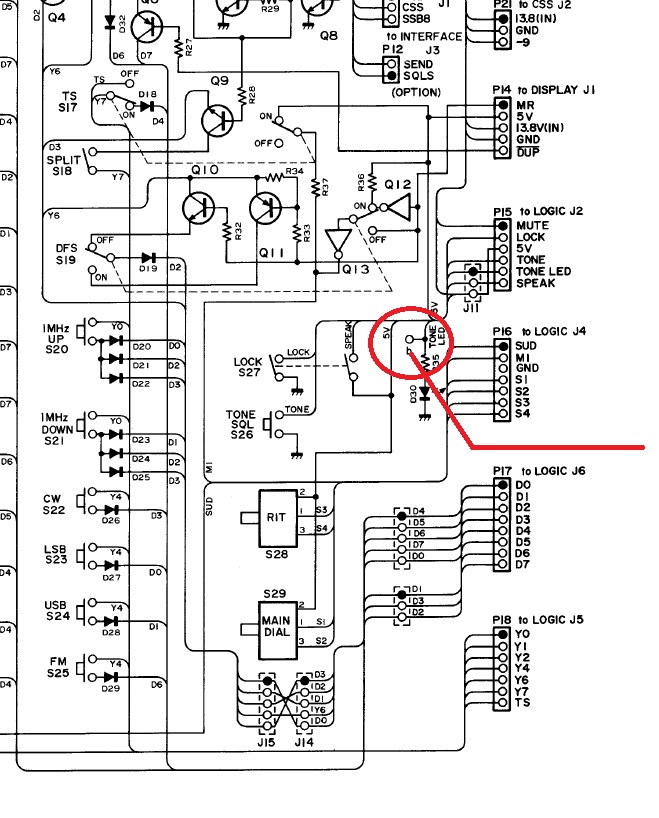 D5
Q4
D2
D32
D6
D7
R27
R29
Q8
CSS
SSB8
J1
to INTERFACE
P12
J3
SEND
SQLS
(OPTION)
P21 to CSS J2
13.8(IN)
GND
-9
D7
Y6
TS
S17
TS
OFF
Y7
D18
ON
D4
Q9
R28
ON
OFF
P14 to DISPLAY J1
MR
5V
13.8V(IN)
GND
DUP
D4
D3
SPLIT
S18
Y7
D2
Q10
R34
R37
R36
Q12
ON
OFF
Y6
R32
Q11
R33
Q13
P15 to LOGIC J2
MUTE
LOCK
5V
TONE
TONE LED
SPEAK
J11
D1
DFS
S19
OFF
ON
D19
D2
D3
5V
5V
TONE
LED
SPEAK
1MHz
UP
S20
Y0
D20
D0
D21
D2
D22
D3
LOCK
S27
LOCK
35
D30
P16 to LOGIC J4
SUD
M1
GND
S1
S2
S3
S4
D7
D7
1MHz
DOWN
S21
Y0
D23
D1
D24
D2
D25
D3
TONE
SQL
S26
TONE
M1
SUD
D6
CW
S22
Y4
D26
D3
RIT
2
1
3
S3
S4
S28
P17 to LOGIC J6
D0
D1
D2
D3
D4
D5
D6
D7
D4
D5
D6
D7
D0
D5
LSB
S23
Y4
D27
D0
D4
USB
S24
Y4
D28
D1
S29
MAIN
DIAL
2
1
3
S1
S2
D1
D3
D2
P18 to LOGIC J5
Y0
Y1
Y2
Y4
Y6
Y7
TS
D4
FM
S25
Y4
D29
D6
D4
D3
D2
D1
Y6
D0
J15
J14